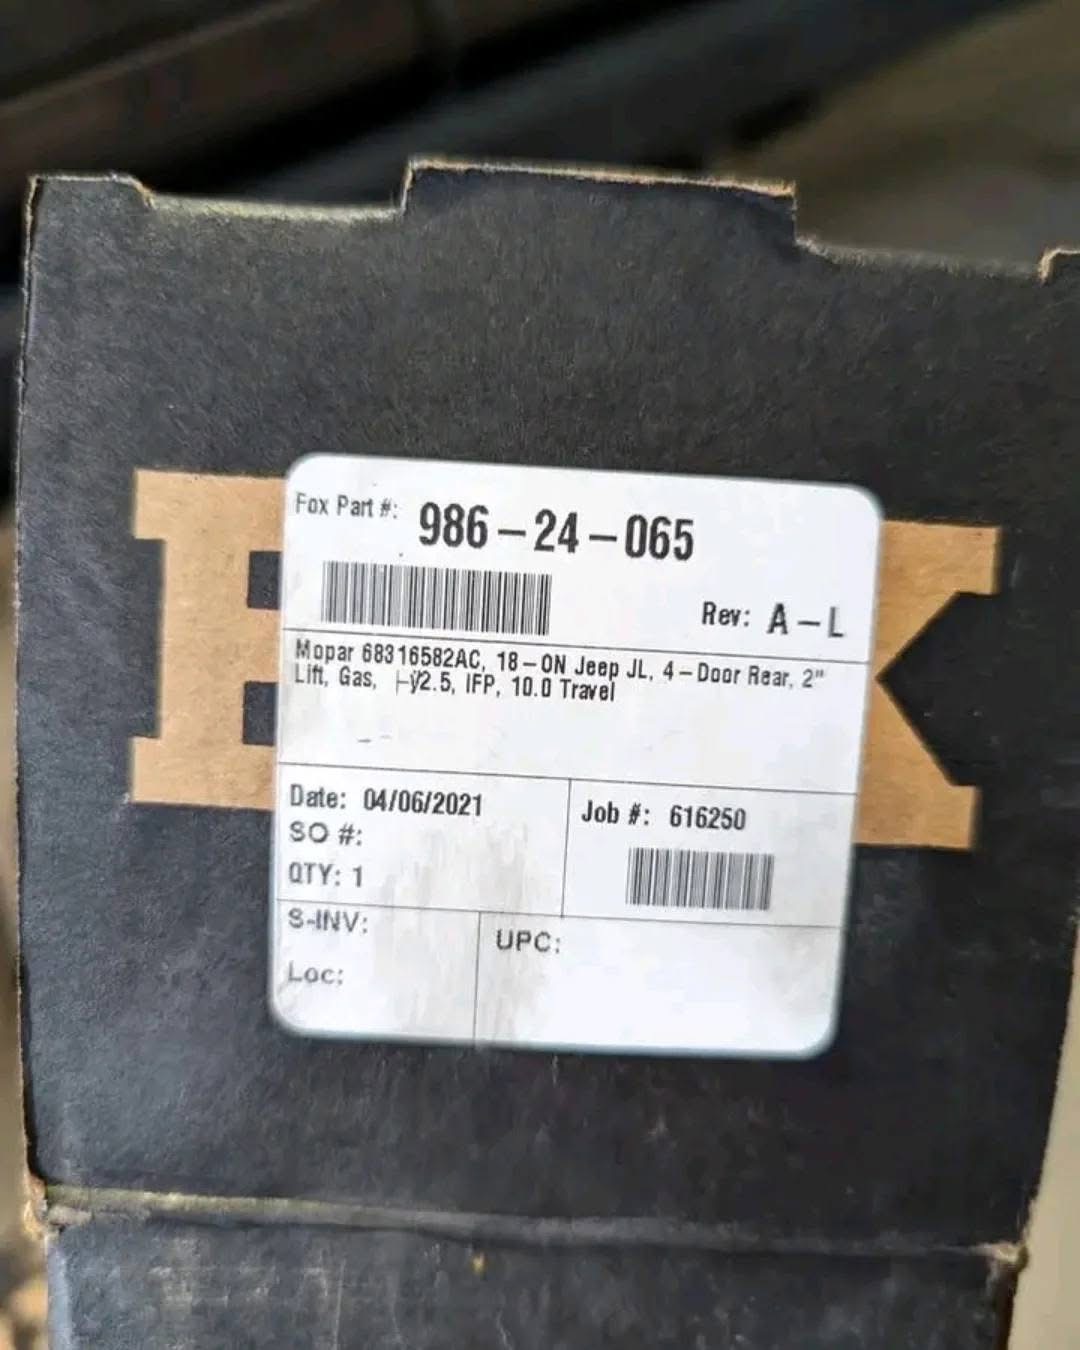 Fox Part #: 986-24-065
Rev: A-L
Mopar 68316582AC, 18-ON Jeep JL, 4-Door Rear, 2"
Lift, Gas, ├ÿ2.5, IFP, 10.0 Travel
Date: 04/06/2021
Job #: 616250
SO #:
QTY: 1
S-INV:
UPC:
Loc: